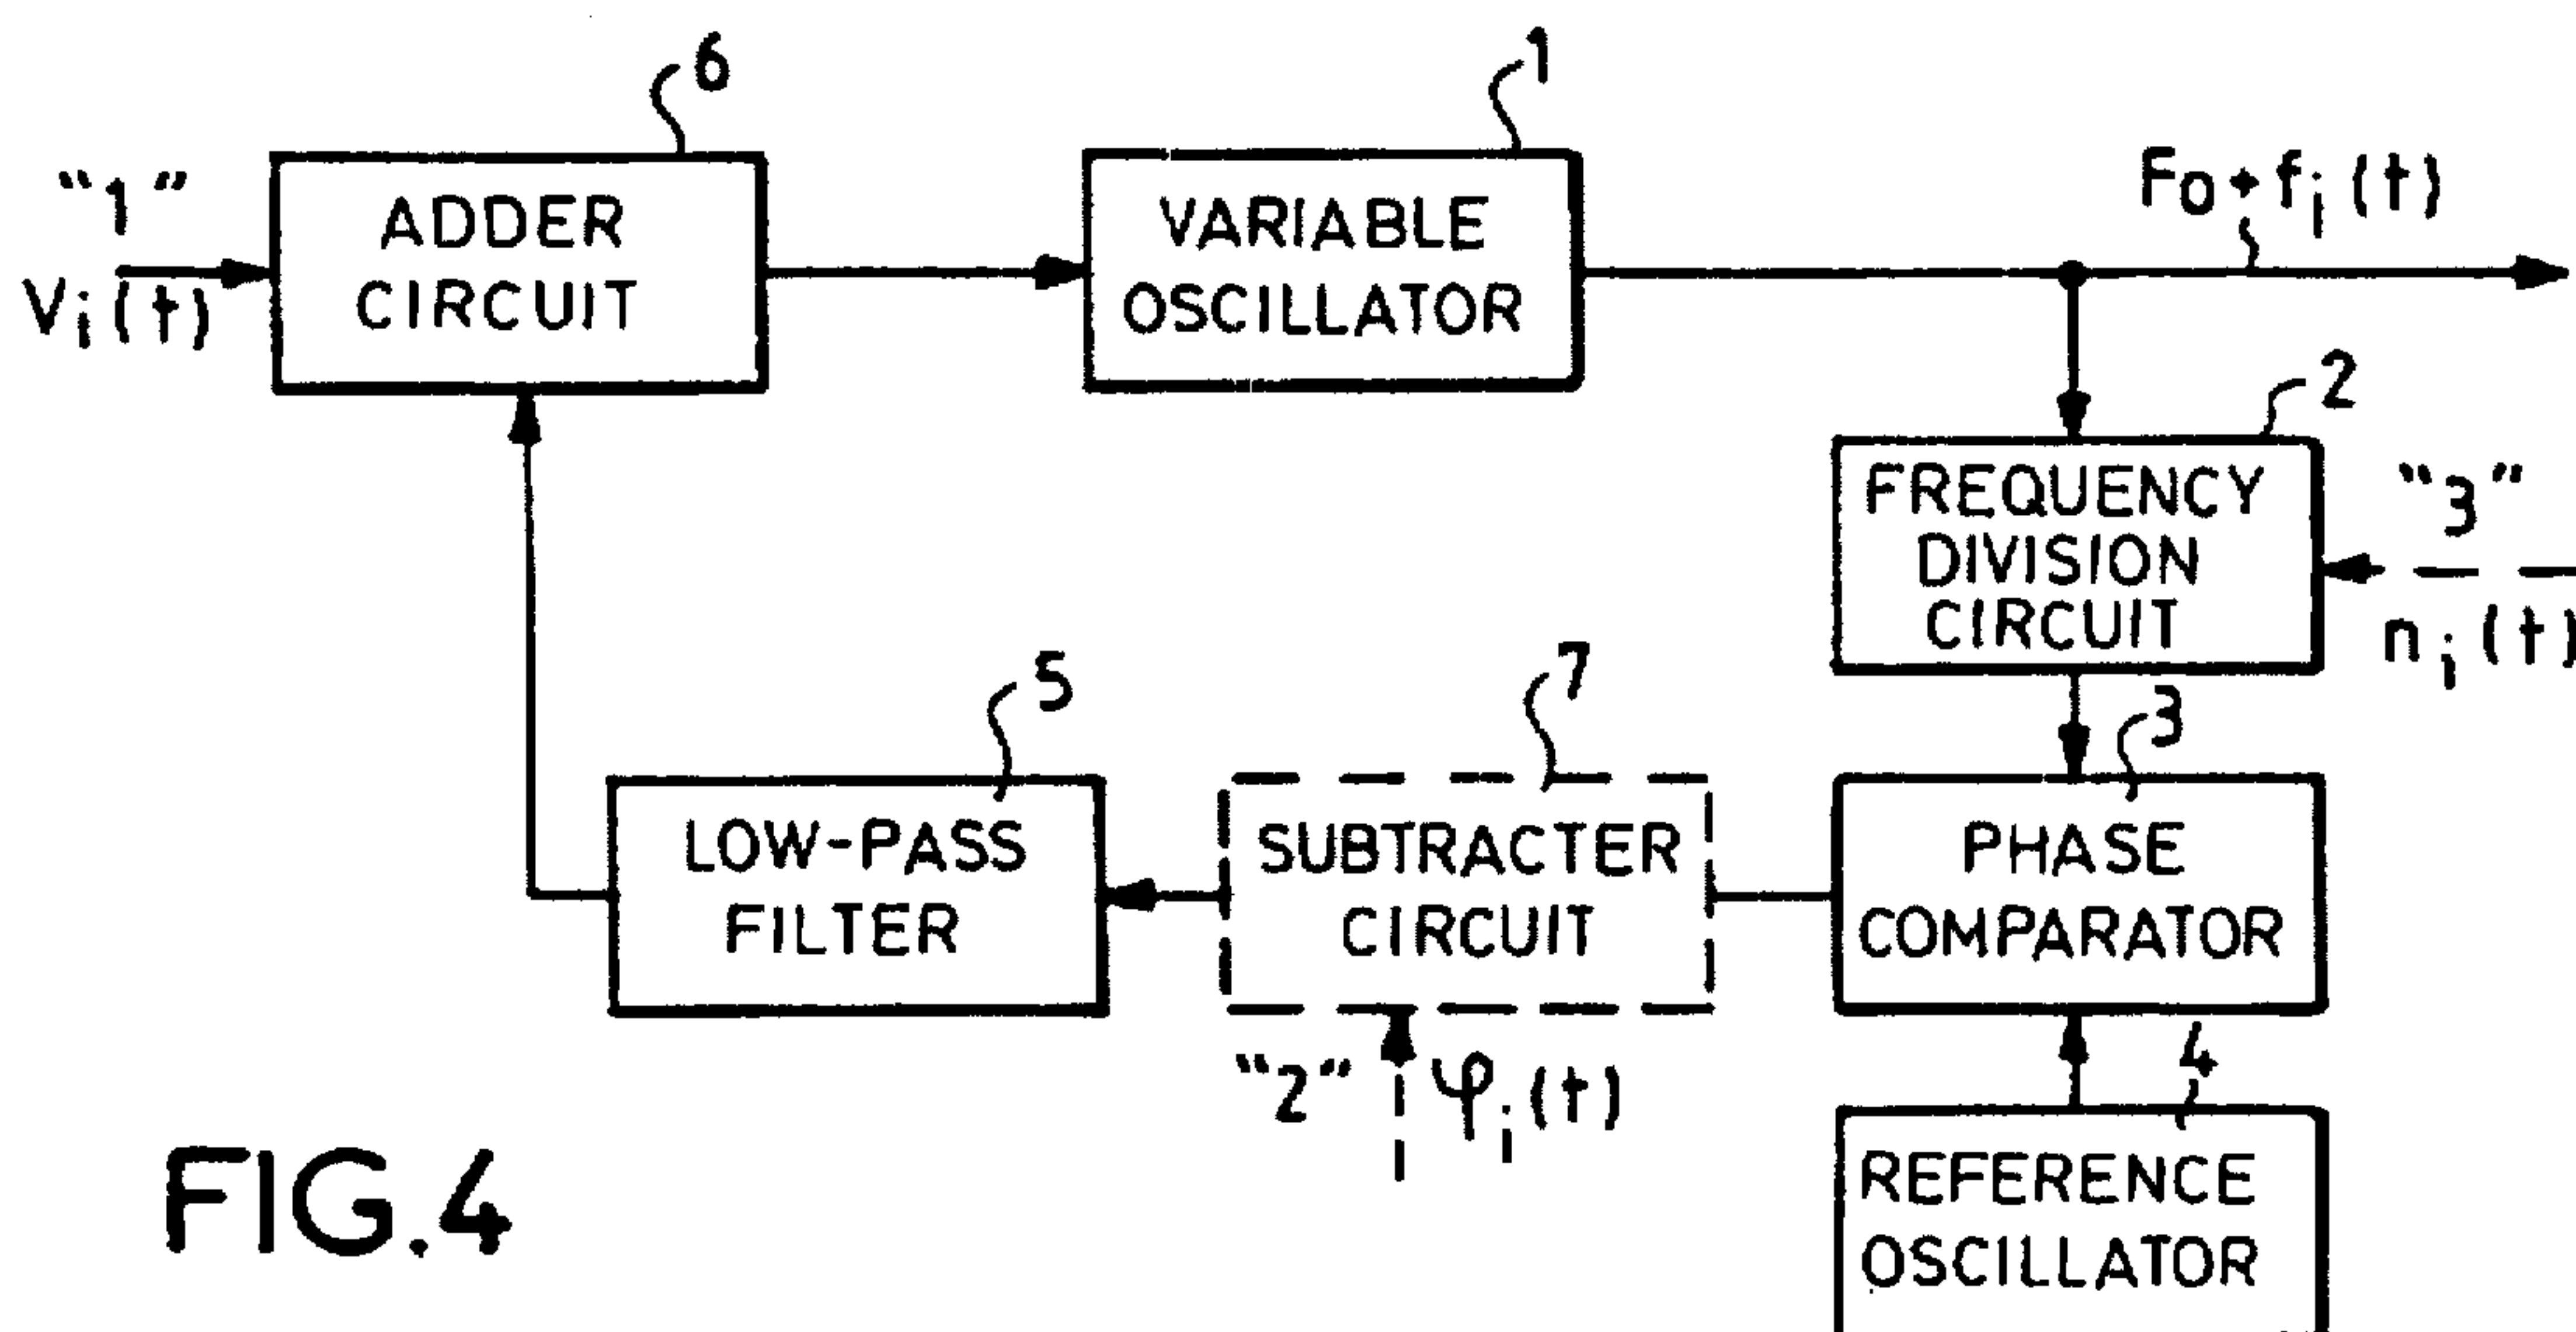 6
1
"1"
Vi(t)
ADDER
CIRCUIT
VARIABLE
OSCILLATOR
Fo+fi(t)
2
FREQUENCY
DIVISION
CIRCUIT
"3"
ni(t)
5
7
3
LOW-PASS
FILTER
SUBTRACTER
CIRCUIT
PHASE
COMPARATOR
"2" φi(t)
4
REFERENCE
OSCILLATOR
FIG.4